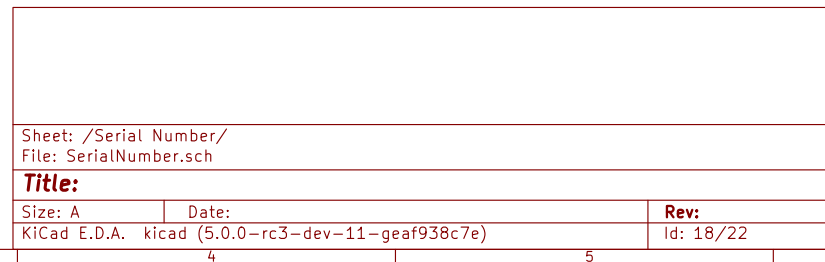 Sheet: /Serial Number/
File: SerialNumber.sch
Title:
Size: A Date: Rev:
KiCad E.D.A. kicad (5.0.0-rc3-dev-11-geaf938c7e) Id: 18/22
4 5